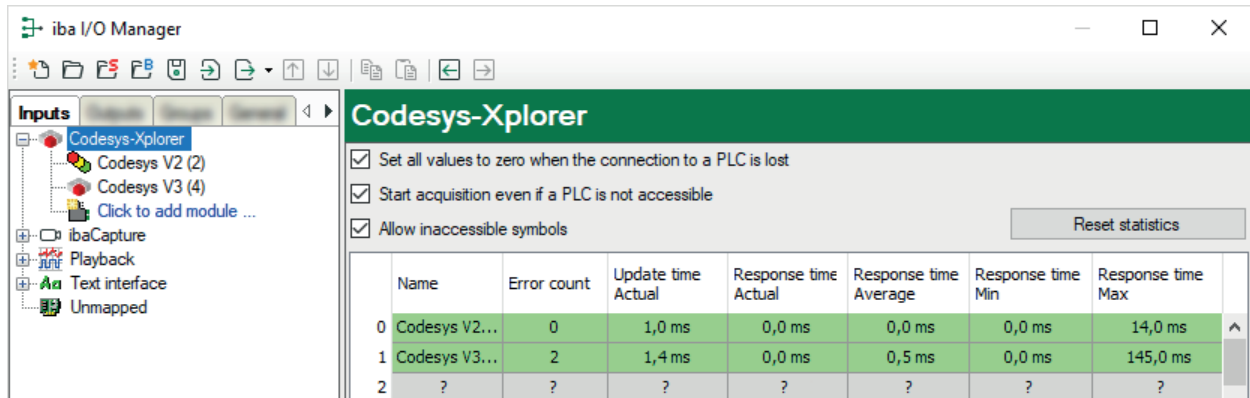 iba I/O Manager
Inputs
Codesys-Xplorer
Codesys V2 (2)
Codesys V3 (4)
Click to add module ...
ibaCapture
Playback
Text interface
Unmapped
Codesys-Xplorer
Set all values to zero when the connection to a PLC is lost
Start acquisition even if a PLC is not accessible
Allow inaccessible symbols
Reset statistics
Name Error count Update time Actual Response time Actual Response time Average Response time Min Response time Max
0 Codesys V2... 0 1,0 ms 0,0 ms 0,0 ms 0,0 ms 14,0 ms
1 Codesys V3... 2 1,4 ms 0,0 ms 0,5 ms 0,0 ms 145,0 ms
2 ? ? ? ? ? ? ?